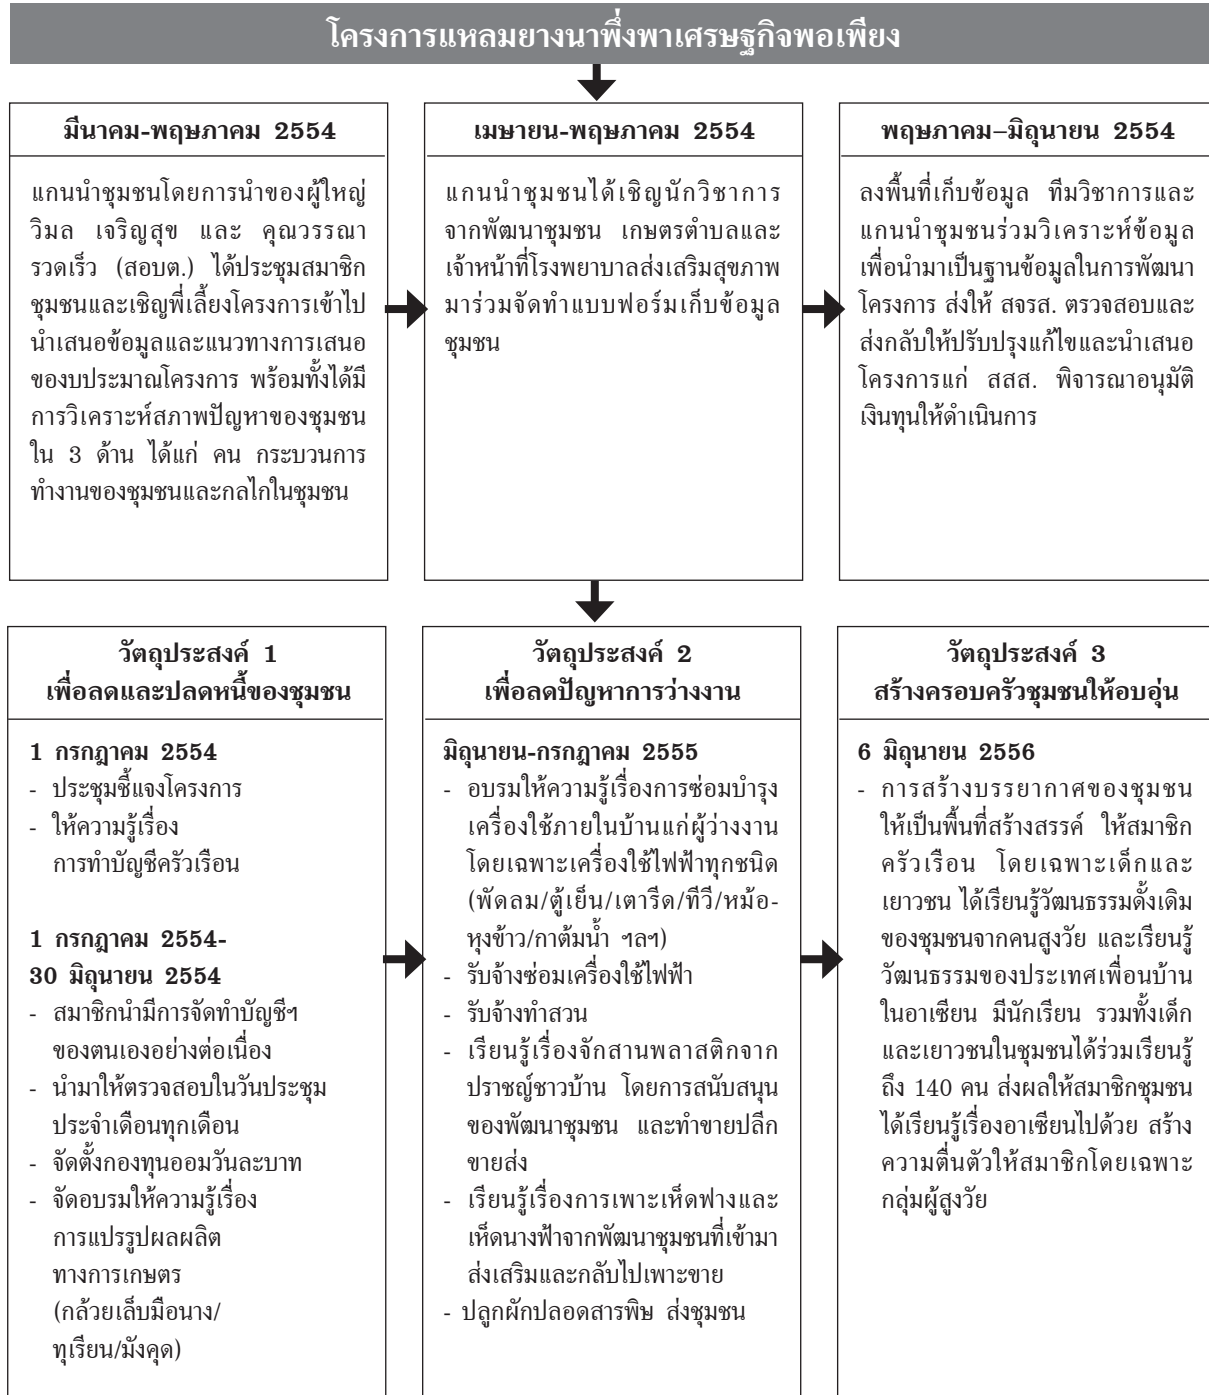 โครงการแหลมยางนาพึ่งพาเศรษฐกิจพอเพียง
มีนาคม-พฤษภาคม 2554
แกนนำชุมชนโดยการนำของผู้ใหญ่
วิมล เจริญสุข และ คุณวรรณา
รวดเร็ว (สอบต.) ได้ประชุมสมาชิก
ชุมชนและเชิญพี่เลี้ยงโครงการเข้าไป
นำเสนอข้อมูลและแนวทางการเสนอ
ของบประมาณโครงการ พร้อมทั้งได้มี
การวิเคราะห์สภาพปัญหาของชุมชน
ใน 3 ด้าน ได้แก่ คน กระบวนการ
ทำงานของชุมชนและกลไกในชุมชน
เมษายน-พฤษภาคม 2554
แกนนำชุมชนได้เชิญนักวิชาการ
จากพัฒนาชุมชน เกษตรตำบลและ
เจ้าหน้าที่โรงพยาบาลส่งเสริมสุขภาพ
มาร่วมจัดทำแบบฟอร์มเก็บข้อมูล
ชุมชน
พฤษภาคม–มิถุนายน 2554
ลงพื้นที่เก็บข้อมูล ทีมวิชาการและ
แกนนำชุมชนร่วมวิเคราะห์ข้อมูล
เพื่อนำมาเป็นฐานข้อมูลในการพัฒนา
โครงการ ส่งให้ สจรส. ตรวจสอบและ
ส่งกลับให้ปรับปรุงแก้ไขและนำเสนอ
โครงการแก่ สสส. พิจารณาอนุมัติ
เงินทุนให้ดำเนินการ
วัตถุประสงค์ 1
เพื่อลดและปลดหนี้ของชุมชน
1 กรกฎาคม 2554
- ประชุมชี้แจงโครงการ
- ให้ความรู้เรื่อง
การทำบัญชีครัวเรือน
1 กรกฎาคม 2554-
30 มิถุนายน 2554
- สมาชิกนำมีการจัดทำบัญชีฯ
ของตนเองอย่างต่อเนื่อง
- นำมาให้ตรวจสอบในวันประชุม
ประจำเดือนทุกเดือน
- จัดตั้งกองทุนออมวันละบาท
- จัดอบรมให้ความรู้เรื่อง
การแปรรูปผลผลิต
ทางการเกษตร
(กล้วยเล็บมือนาง/
ทุเรียน/มังคุด)
วัตถุประสงค์ 2
เพื่อลดปัญหาการว่างงาน
มิถุนายน-กรกฎาคม 2555
- อบรมให้ความรู้เรื่องการซ่อมบำรุง
เครื่องใช้ภายในบ้านแก่ผู้ว่างงาน
โดยเฉพาะเครื่องใช้ไฟฟ้าทุกชนิด
(พัดลม/ตู้เย็น/เตารีด/ทีวี/หม้อ-
หุงข้าว/กาต้มน้ำ ฯลฯ)
- รับจ้างซ่อมเครื่องใช้ไฟฟ้า
- รับจ้างทำสวน
- เรียนรู้เรื่องจักสานพลาสติกจาก
ปราชญ์ชาวบ้าน โดยการสนับสนุน
ของพัฒนาชุมชน และทำขายปลีก
ขายส่ง
- เรียนรู้เรื่องการเพาะเห็ดฟางและ
เห็ดนางฟ้าจากพัฒนาชุมชนที่เข้ามา
ส่งเสริมและกลับไปเพาะขาย
- ปลูกผักปลอดสารพิษ ส่งชุมชน
วัตถุประสงค์ 3
สร้างครอบครัวชุมชนให้อบอุ่น
6 มิถุนายน 2556
- การสร้างบรรยากาศของชุมชน
ให้เป็นพื้นที่สร้างสรรค์ ให้สมาชิก
ครัวเรือน โดยเฉพาะเด็กและ
เยาวชน ได้เรียนรู้วัฒนธรรมดั้งเดิม
ของชุมชนจากคนสูงวัย และเรียนรู้
วัฒนธรรมของประเทศเพื่อนบ้าน
ในอาเซียน มีนักเรียน รวมทั้งเด็ก
และเยาวชนในชุมชนได้ร่วมเรียนรู้
ถึง 140 คน ส่งผลให้สมาชิกชุมชน
ได้เรียนรู้เรื่องอาเซียนไปด้วย สร้าง
ความตื่นตัวให้สมาชิกโดยเฉพาะ
กลุ่มผู้สูงวัย